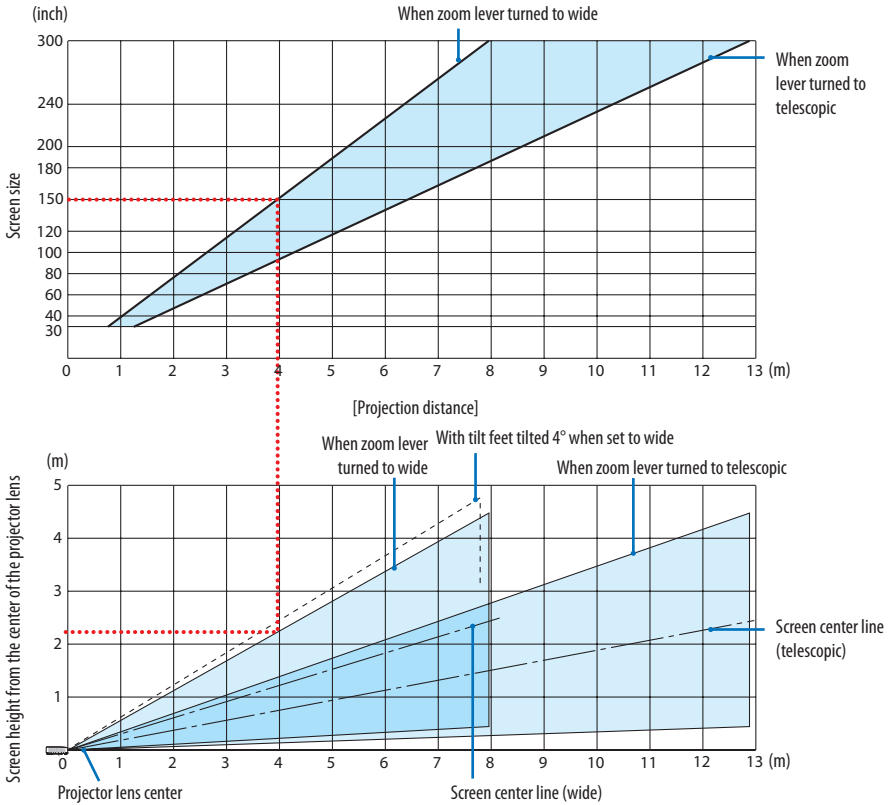 (inch)
When zoom lever turned to wide
When zoom
lever turned to
telescopic
Screen size
300
240
200
180
150
120
100
80
60
40
30
0 1 2 3 4 5 6 7 8 9 10 11 12 13 (m)
[Projection distance]
When zoom lever
turned to wide
With tilt feet tilted 4° when set to wide
When zoom lever turned to telescopic
(m)
Screen height from the center of the projector lens
5
4
3
2
1
Screen center line
(telescopic)
0 1 2 3 4 5 6 7 8 9 10 11 12 13 (m)
Projector lens center
Screen center line (wide)